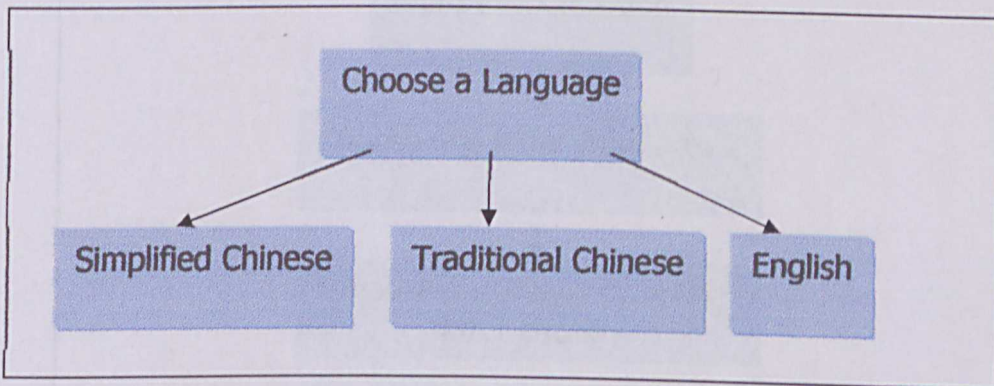 Choose a Language
Simplified Chinese
Traditional Chinese
English